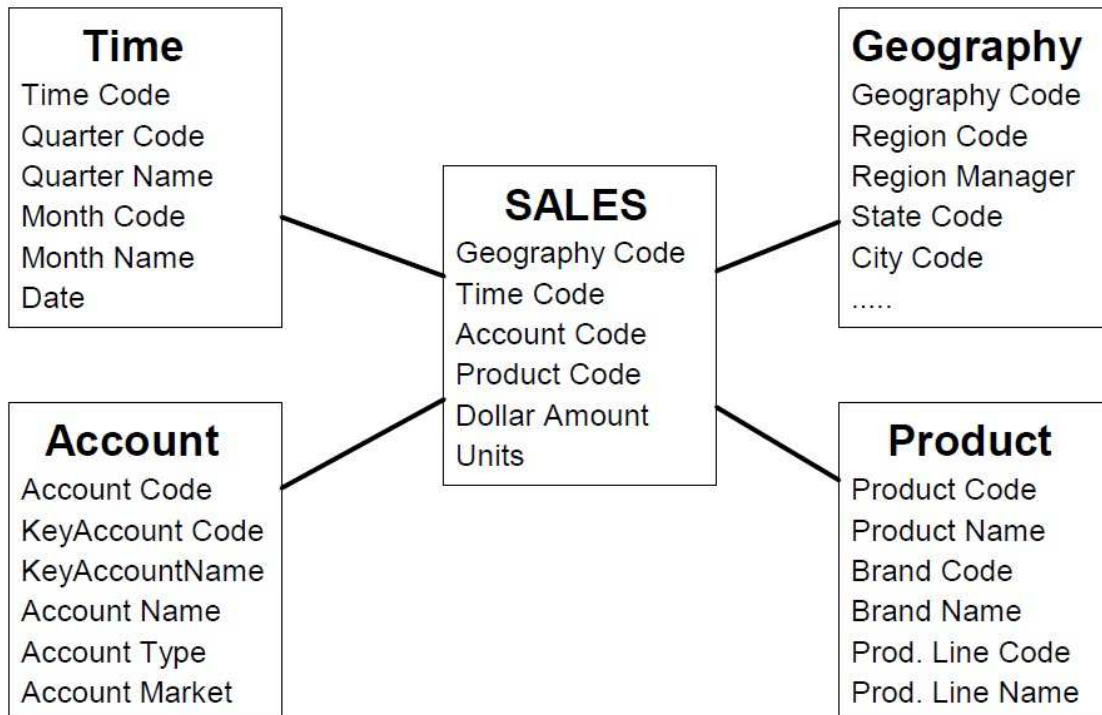 Time
Time Code
Quarter Code
Quarter Name
Month Code
Month Name
Date
Geography
Geography Code
Region Code
Region Manager
State Code
City Code
.....
SALES
Geography Code
Time Code
Account Code
Product Code
Dollar Amount
Units
Account
Account Code
KeyAccount Code
KeyAccountName
Account Name
Account Type
Account Market
Product
Product Code
Product Name
Brand Code
Brand Name
Prod. Line Code
Prod. Line Name